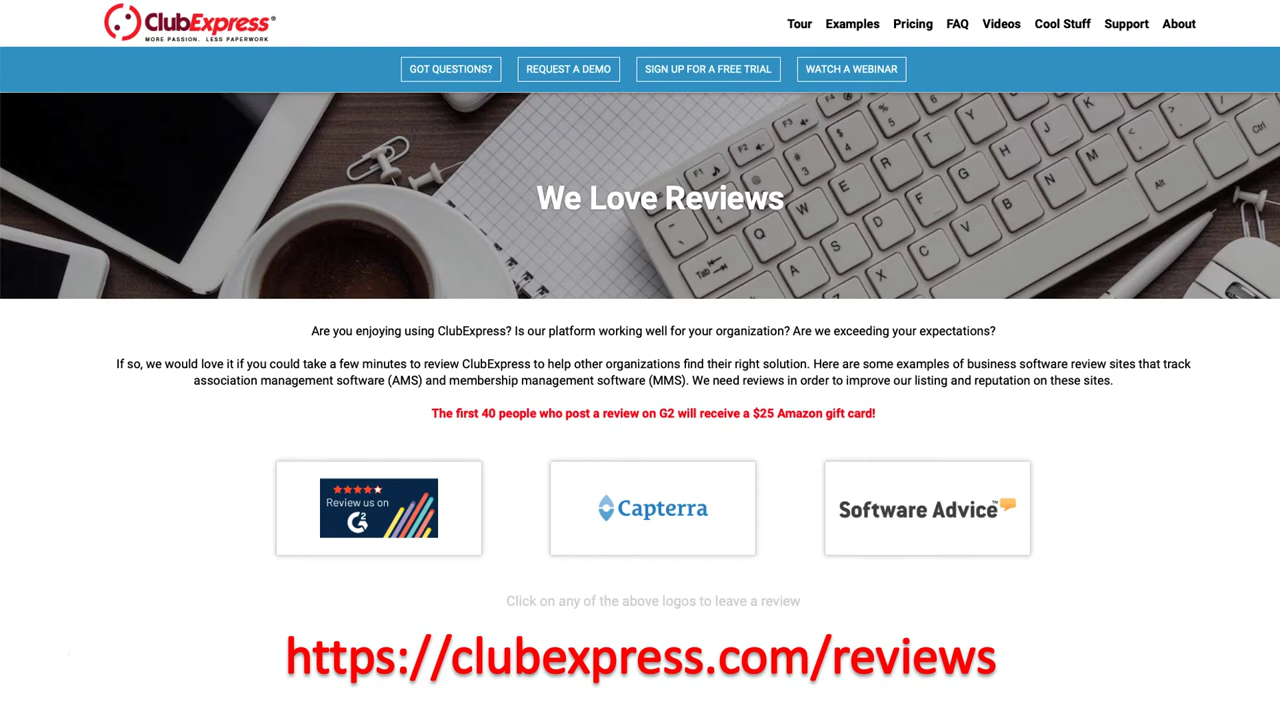 ClubExpress®
MORE PASSION. LESS PAPERWORK
Tour Examples Pricing FAQ Videos Cool Stuff Support About
GOT QUESTIONS? REQUEST A DEMO SIGN UP FOR A FREE TRIAL WATCH A WEBINAR
We Love Reviews
Are you enjoying using ClubExpress? Is our platform working well for your organization? Are we exceeding your expectations?
If so, we would love it if you could take a few minutes to review ClubExpress to help other organizations find their right solution. Here are some examples of business software review sites that track
association management software (AMS) and membership management software (MMS). We need reviews in order to improve our listing and reputation on these sites.
The first 40 people who post a review on G2 will receive a $25 Amazon gift card!
Review us on
G2
Capterra
Software Advice™
Click on any of the above logos to leave a review
https://clubexpress.com/reviews